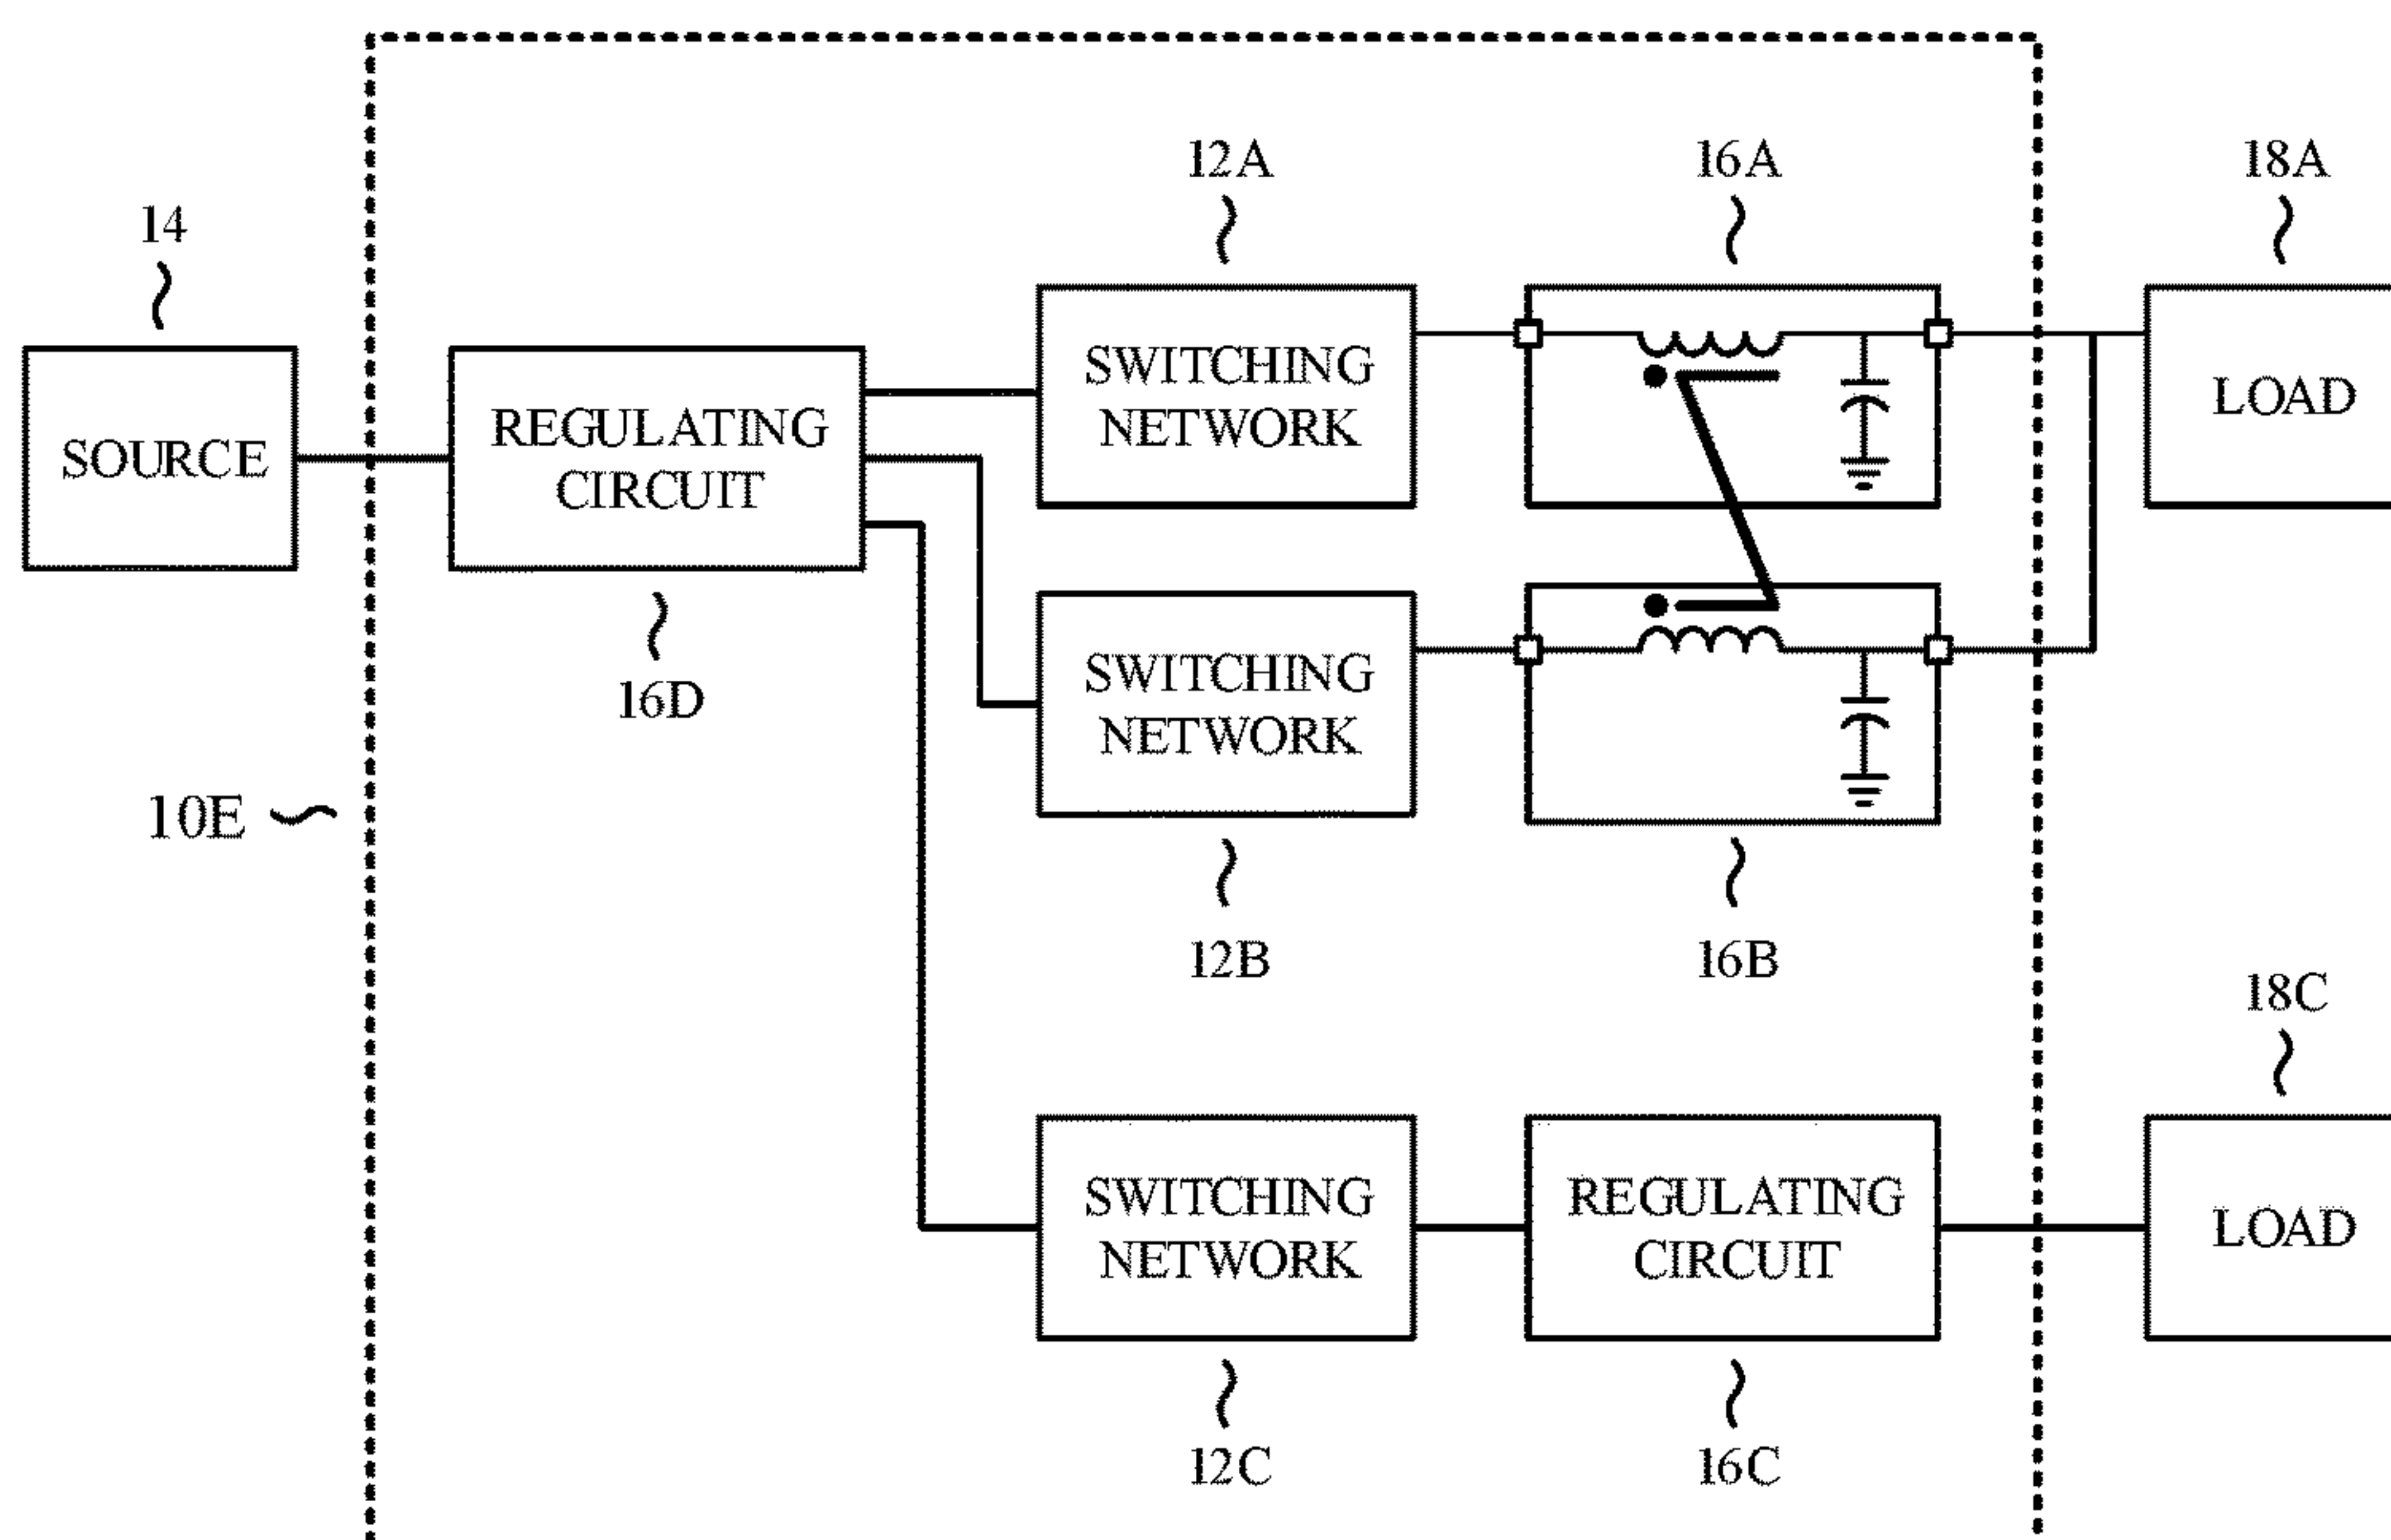 12A
16A
18A
14
SOURCE
REGULATING
CIRCUIT
SWITCHING
NETWORK
LOAD
16D
SWITCHING
NETWORK
10E
12B
16B
18C
SWITCHING
NETWORK
REGULATING
CIRCUIT
LOAD
12C
16C